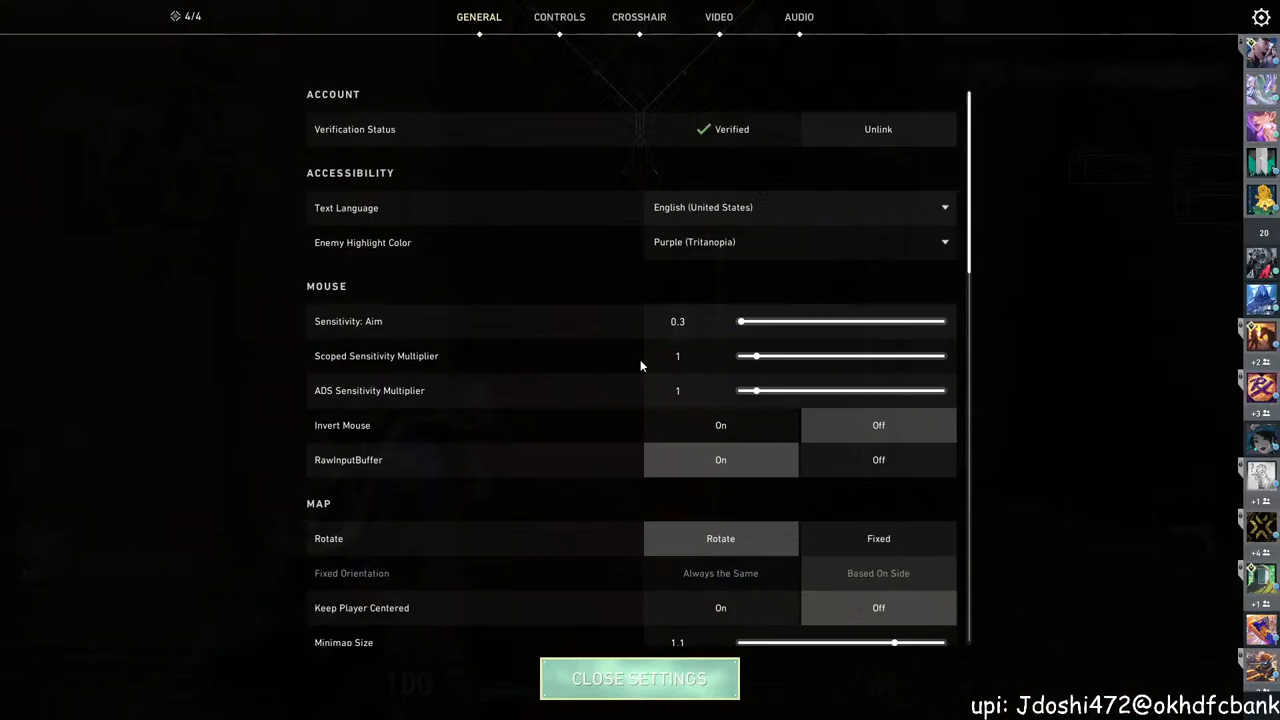 4/4
GENERAL CONTROLS CROSSHAIR VIDEO AUDIO
ACCOUNT
Verification Status Verified Unlink
ACCESSIBILITY
Text Language English (United States)
Enemy Highlight Color Purple (Tritanopia)
MOUSE
Sensitivity: Aim 0.3
Scoped Sensitivity Multiplier 1
ADS Sensitivity Multiplier 1
Invert Mouse On Off
RawInputBuffer On Off
MAP
Rotate Rotate Fixed
Fixed Orientation Always the Same Based On Side
Keep Player Centered On Off
Minimap Size 1.1
CLOSE SETTINGS
100
20
+2
+3
+1
+4
+1
upi: Jdoshi472@okhdfcbank